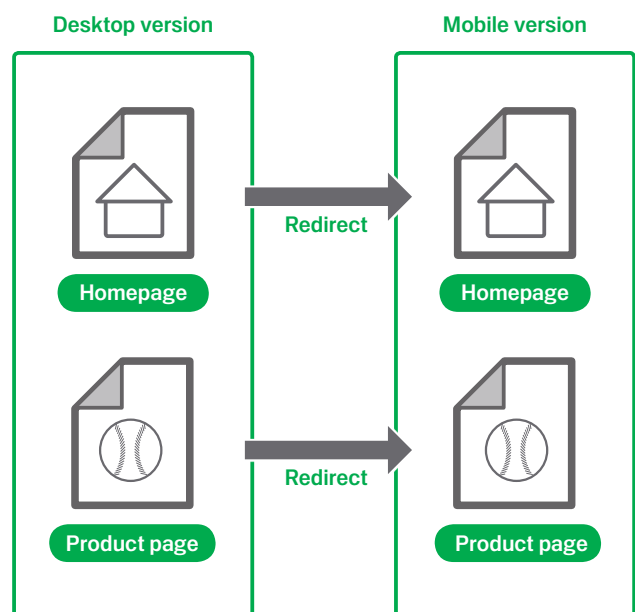 Desktop version
Mobile version
Redirect
Homepage
Homepage
Redirect
Product page
Product page